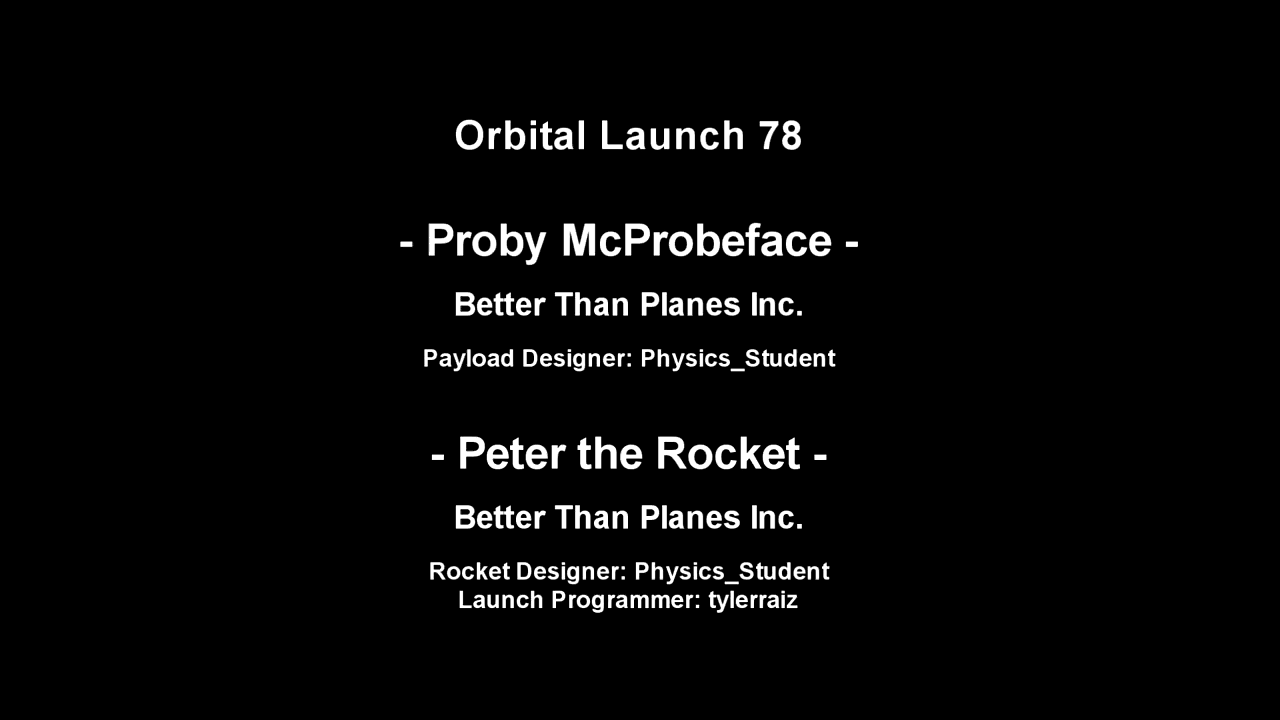 Orbital Launch 78
- Proby McProbeface -
Better Than Planes Inc.
Payload Designer: Physics_Student
- Peter the Rocket -
Better Than Planes Inc.
Rocket Designer: Physics_Student
Launch Programmer: tylerraiz